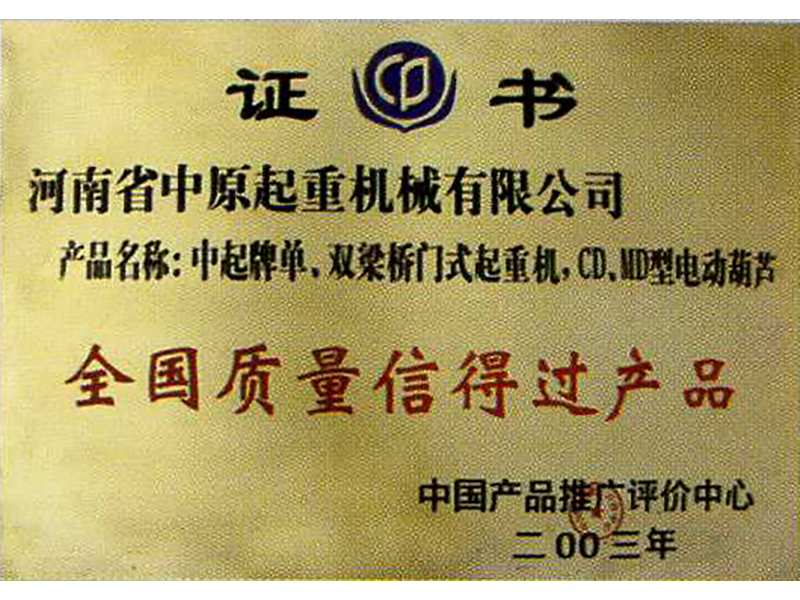 证 书
河南省中原起重机械有限公司
产品名称:中起牌单、双梁桥门式起重机,CD、MD型电动葫芦
全国质量信得过产品
中国产品推广评价中心
二00三年